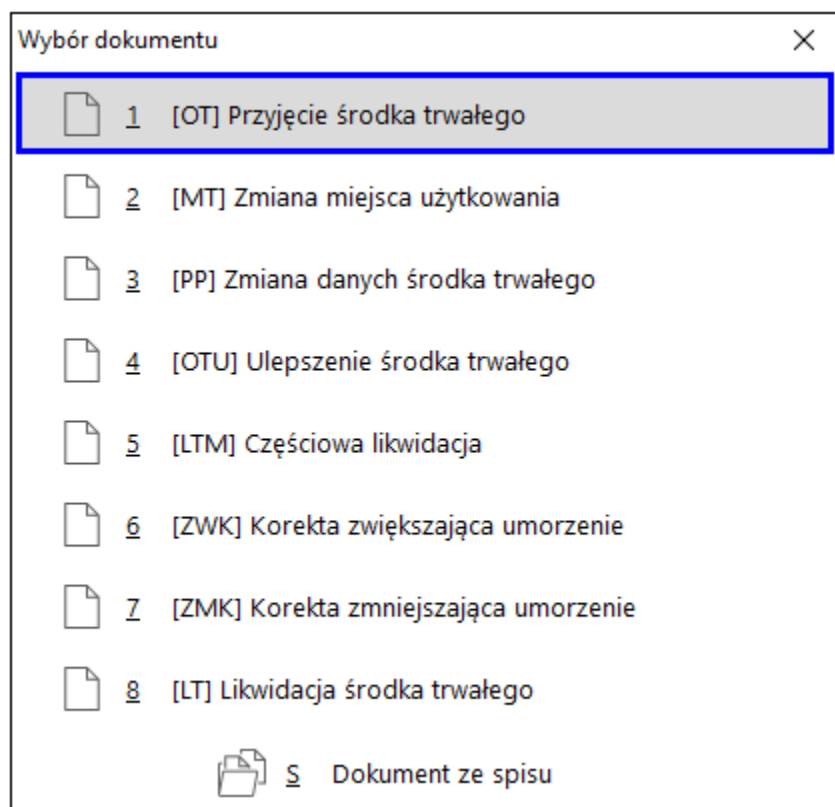 Wybór dokumentu
1 [OT] Przyjęcie środka trwałego
2 [MT] Zmiana miejsca użytkowania
3 [PP] Zmiana danych środka trwałego
4 [OTU] Ulepszenie środka trwałego
5 [LTM] Częściowa likwidacja
6 [ZWK] Korekta zwiększająca umorzenie
7 [ZMK] Korekta zmniejszająca umorzenie
8 [LT] Likwidacja środka trwałego
S Dokument ze spisu